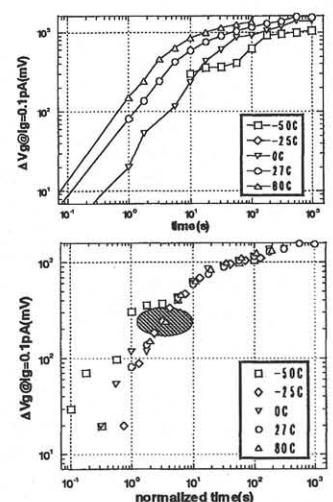 ΔVg@Ig=0.1pA(mV)
10³
10²
10¹
-50C
-25C
0C
27C
80C
10⁻¹ 10⁰ 10¹ 10² 10³
time(s)
ΔVg@Ig=0.1pA(mV)
10³
10²
10¹
-50C
-25C
0C
27C
80C
10⁻¹ 10⁰ 10¹ 10² 10³
normalized time(s)